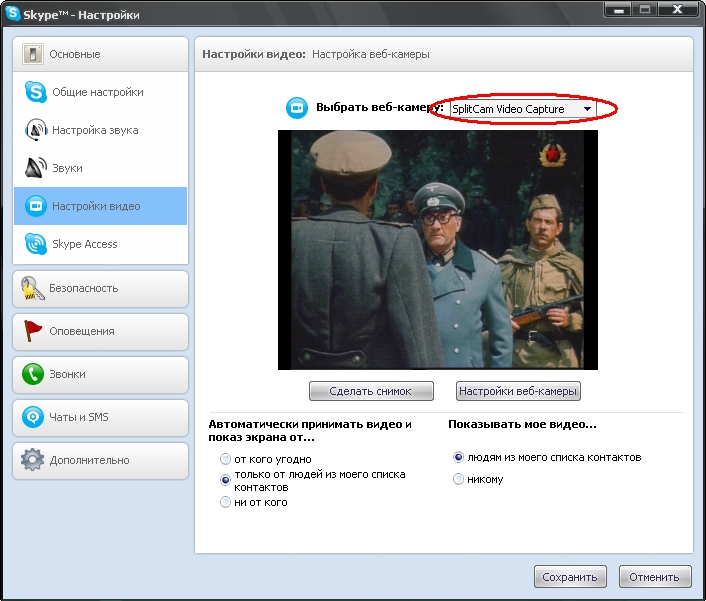 Skype™ - Настройки
Основные
Общие настройки
Настройка звука
Звуки
Настройки видео
Skype Access
Безопасность
Оповещения
Звонки
Чаты и SMS
Дополнительно
Настройки видео: Настройка веб-камеры
Выбрать веб-камеру: SplitCam Video Capture
Сделать снимок
Настройки веб-камеры
Автоматически принимать видео и
показ экрана от...
от кого угодно
только от людей из моего списка
контактов
ни от кого
Показывать мое видео...
людям из моего списка контактов
никому
Сохранить
Отменить